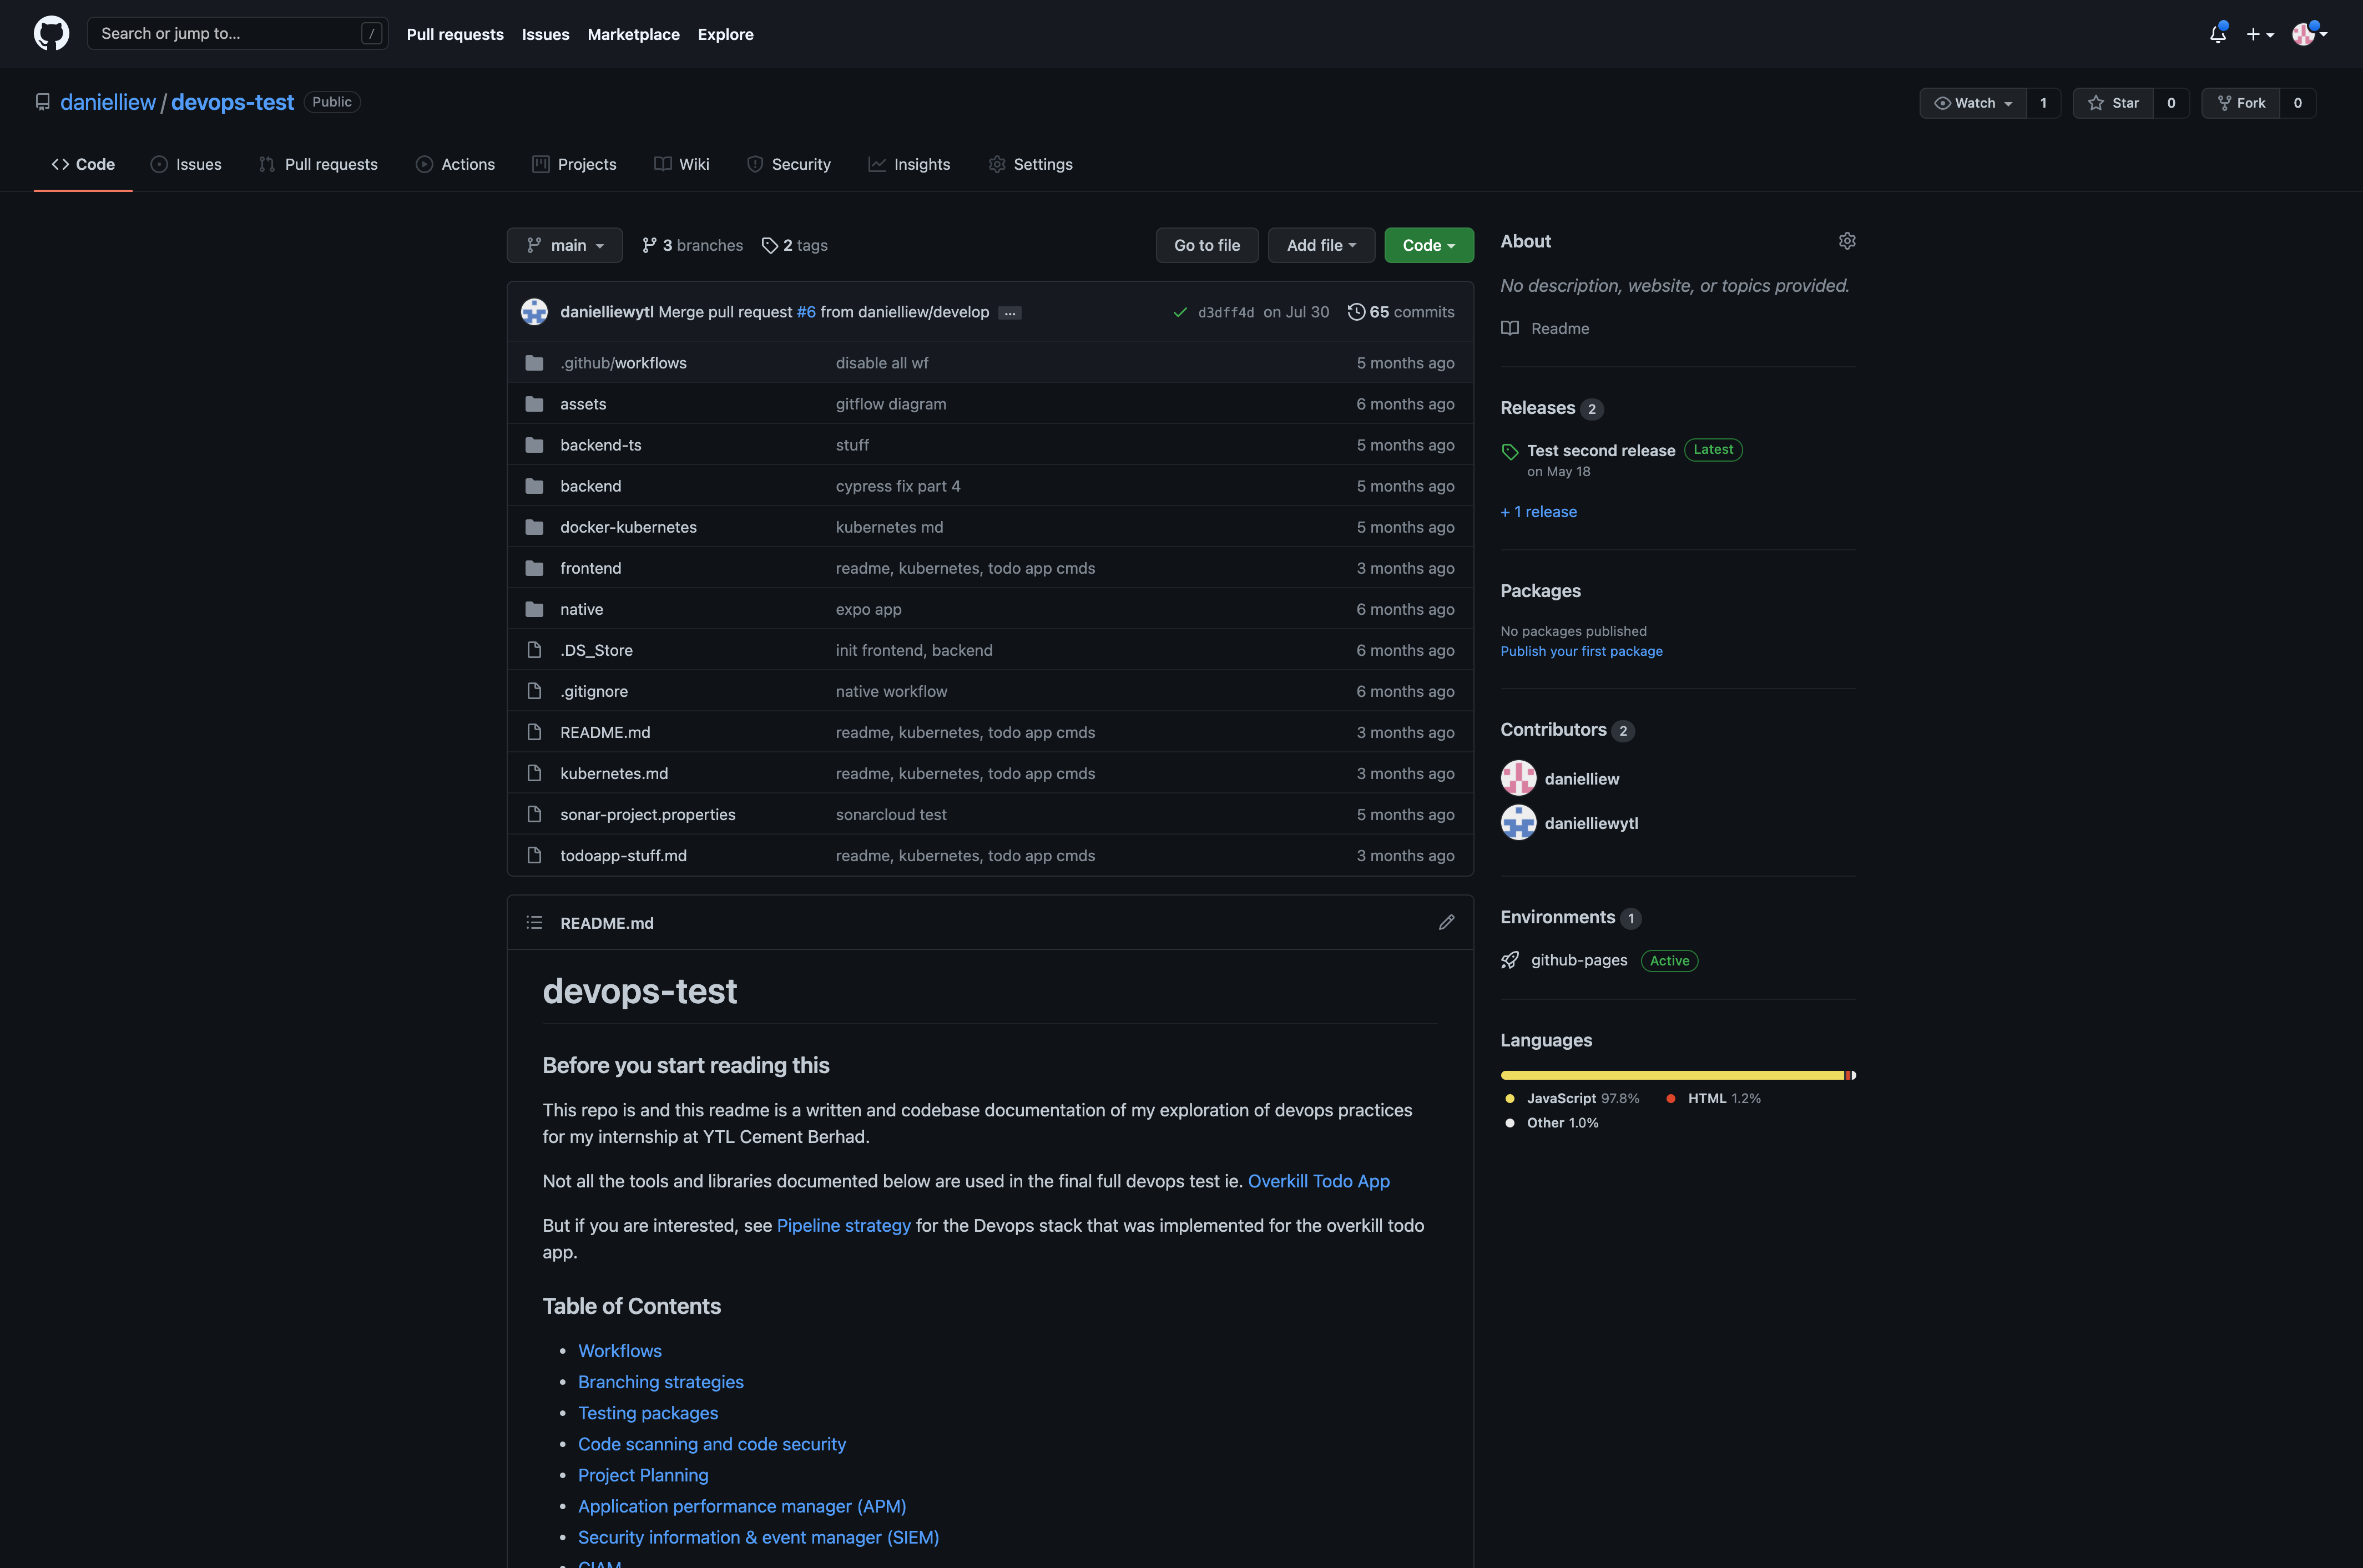 Search or jump to... /
Pull requests Issues Marketplace Explore
danielliew / devops-test Public
Watch 1 Star 0 Fork 0
Code Issues Pull requests Actions Projects Wiki Security Insights Settings
main 3 branches 2 tags Go to file Add file Code
danielliewytl Merge pull request #6 from danielliew/develop ... d3dff4d on Jul 30 65 commits
.github/workflows disable all wf 5 months ago
assets gitflow diagram 6 months ago
backend-ts stuff 5 months ago
backend cypress fix part 4 5 months ago
docker-kubernetes kubernetes md 5 months ago
frontend readme, kubernetes, todo app cmds 3 months ago
native expo app 6 months ago
.DS_Store init frontend, backend 6 months ago
.gitignore native workflow 6 months ago
README.md readme, kubernetes, todo app cmds 3 months ago
kubernetes.md readme, kubernetes, todo app cmds 3 months ago
sonar-project.properties sonarcloud test 5 months ago
todoapp-stuff.md readme, kubernetes, todo app cmds 3 months ago
README.md
devops-test
Before you start reading this
This repo is and this readme is a written and codebase documentation of my exploration of devops practices
for my internship at YTL Cement Berhad.
Not all the tools and libraries documented below are used in the final full devops test ie. Overkill Todo App
But if you are interested, see Pipeline strategy for the Devops stack that was implemented for the overkill todo
app.
Table of Contents
• Workflows
• Branching strategies
• Testing packages
• Code scanning and code security
• Project Planning
• Application performance manager (APM)
• Security information & event manager (SIEM)
• CIAM
About
No description, website, or topics provided.
Readme
Releases 2
Test second release Latest
on May 18
+ 1 release
Packages
No packages published
Publish your first package
Contributors 2
danielliew
danielliewytl
Environments 1
github-pages Active
Languages
JavaScript 97.8% HTML 1.2%
Other 1.0%